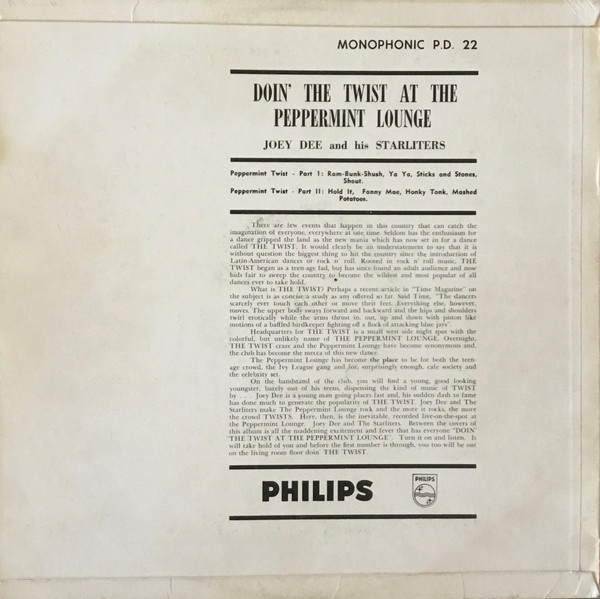 MONOPHONIC P.D. 22
DOIN' THE TWIST AT THE
PEPPERMINT LOUNGE
JOEY DEE and his STARLITERS
Peppermint Twist - Part I: Ram-Bunk-Shush, Ya Ya, Sticks and Stones,
Shout.
Peppermint Twist - Part II: Hold It, Fanny Mae, Honky Tonk, Mashed
Potatoes.
There are few events that happen in this country that can catch the
imagination of everyone, everywhere at one time. Seldom has the enthusiasm for
a dance gripped the land as the new mania which has now set in for a dance
called THE TWIST. It would clearly be an understatement to say that it is
without question the biggest thing to hit the country since the introduction of
Latin-American dances or rock n' roll. Rooted in rock n' roll music, THE
TWIST began as a teen-age fad, but has since found an adult audience and now
bids fair to sweep the country to become the wildest and most popular of all
dances ever to take hold.
What is THE TWIST? Perhaps a recent article in "Time Magazine" on
the subject is as concise a study as any offered so far. Said Time, "The dancers
scarcely ever touch each other or move their feet. Everything else, however,
moves. The upper body sways forward and backward and the hips and shoulders
twirl erotically while the arms thrust in, out, up and down with piston like
motions of a baffled birdkeeper fighting off a flock of attacking blue jays".
Headquarters for THE TWIST is a small west side night spot with the
colorful, but unlikely name of THE PEPPERMINT LOUNGE. Overnight,
THE TWIST craze and the Peppermint Lounge have become synonymous and,
the club has become the mecca of this new dance.
The Peppermint Lounge has become the place to be for both the teen-
age crowd, the Ivy League gang and for, surprisingly enough, cafe society and
the celebrity set.
On the bandstand of the club, you will find a young, good looking
youngster, barely out of his teens, dispensing the kind of music of TWIST
by . . . Joey Dee is a young man going places fast and, his sudden dash to fame
has done much to generate the popularity of THE TWIST. Joey Dee and The
Starliters make The Peppermint Lounge rock and the more it rocks, the more
the crowd TWISTS. Here, then, is the inevitable, recorded live-on-the-spot at
the Peppermint Lounge. Joey Dee and The Starliters. Between the covers of
this album is all the maddening excitement and fever that has everyone "DOIN'
THE TWIST AT THE PEPPERMINT LOUNGE". Turn it on and listen. It
will take hold of you and before the first number is through, you too will be out
on the living room floor doin' THE TWIST.
PHILIPS
PHILIPS